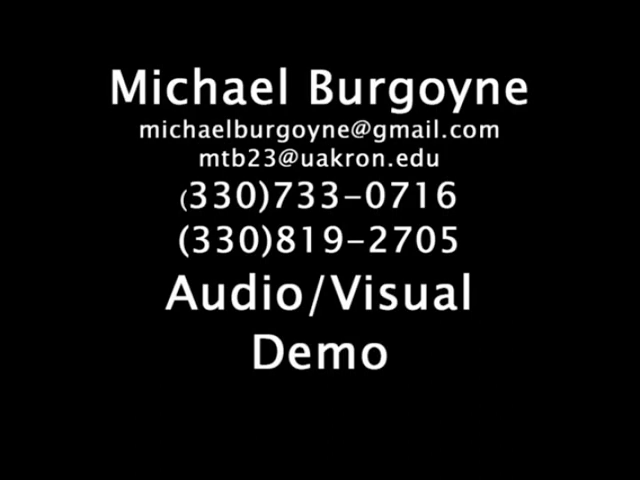 Michael Burgoyne
michaelburgoyne@gmail.com
mtb23@uakron.edu
(330)733-0716
(330)819-2705
Audio/Visual
Demo